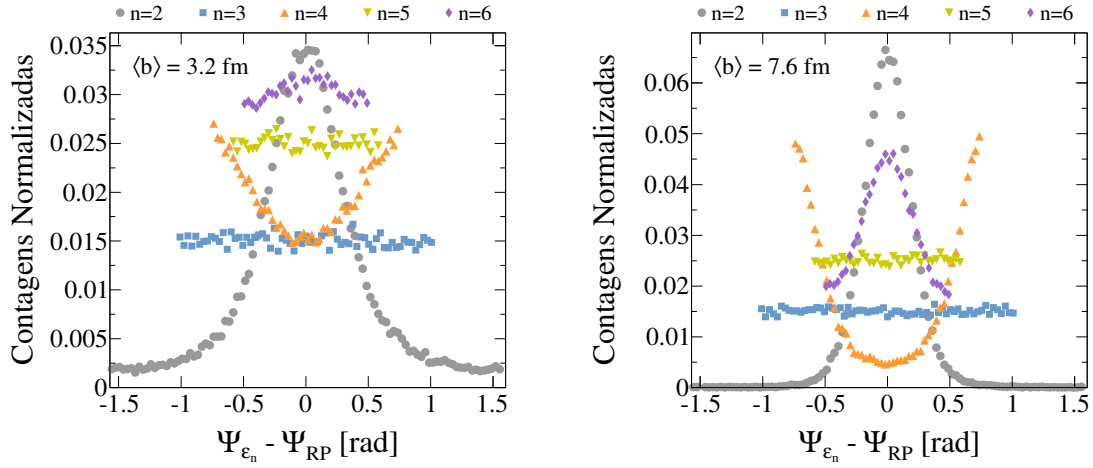 n=2 n=3 n=4 n=5 n=6
⟨b⟩ = 3.2 fm
Contagens Normalizadas
0.035
0.03
0.025
0.02
0.015
0.01
0.005
0
-1.5 -1 -0.5 0 0.5 1 1.5
Ψεn - ΨRP [rad]
n=2 n=3 n=4 n=5 n=6
⟨b⟩ = 7.6 fm
Contagens Normalizadas
0.06
0.05
0.04
0.03
0.02
0.01
0
-1.5 -1 -0.5 0 0.5 1 1.5
Ψεn - ΨRP [rad]